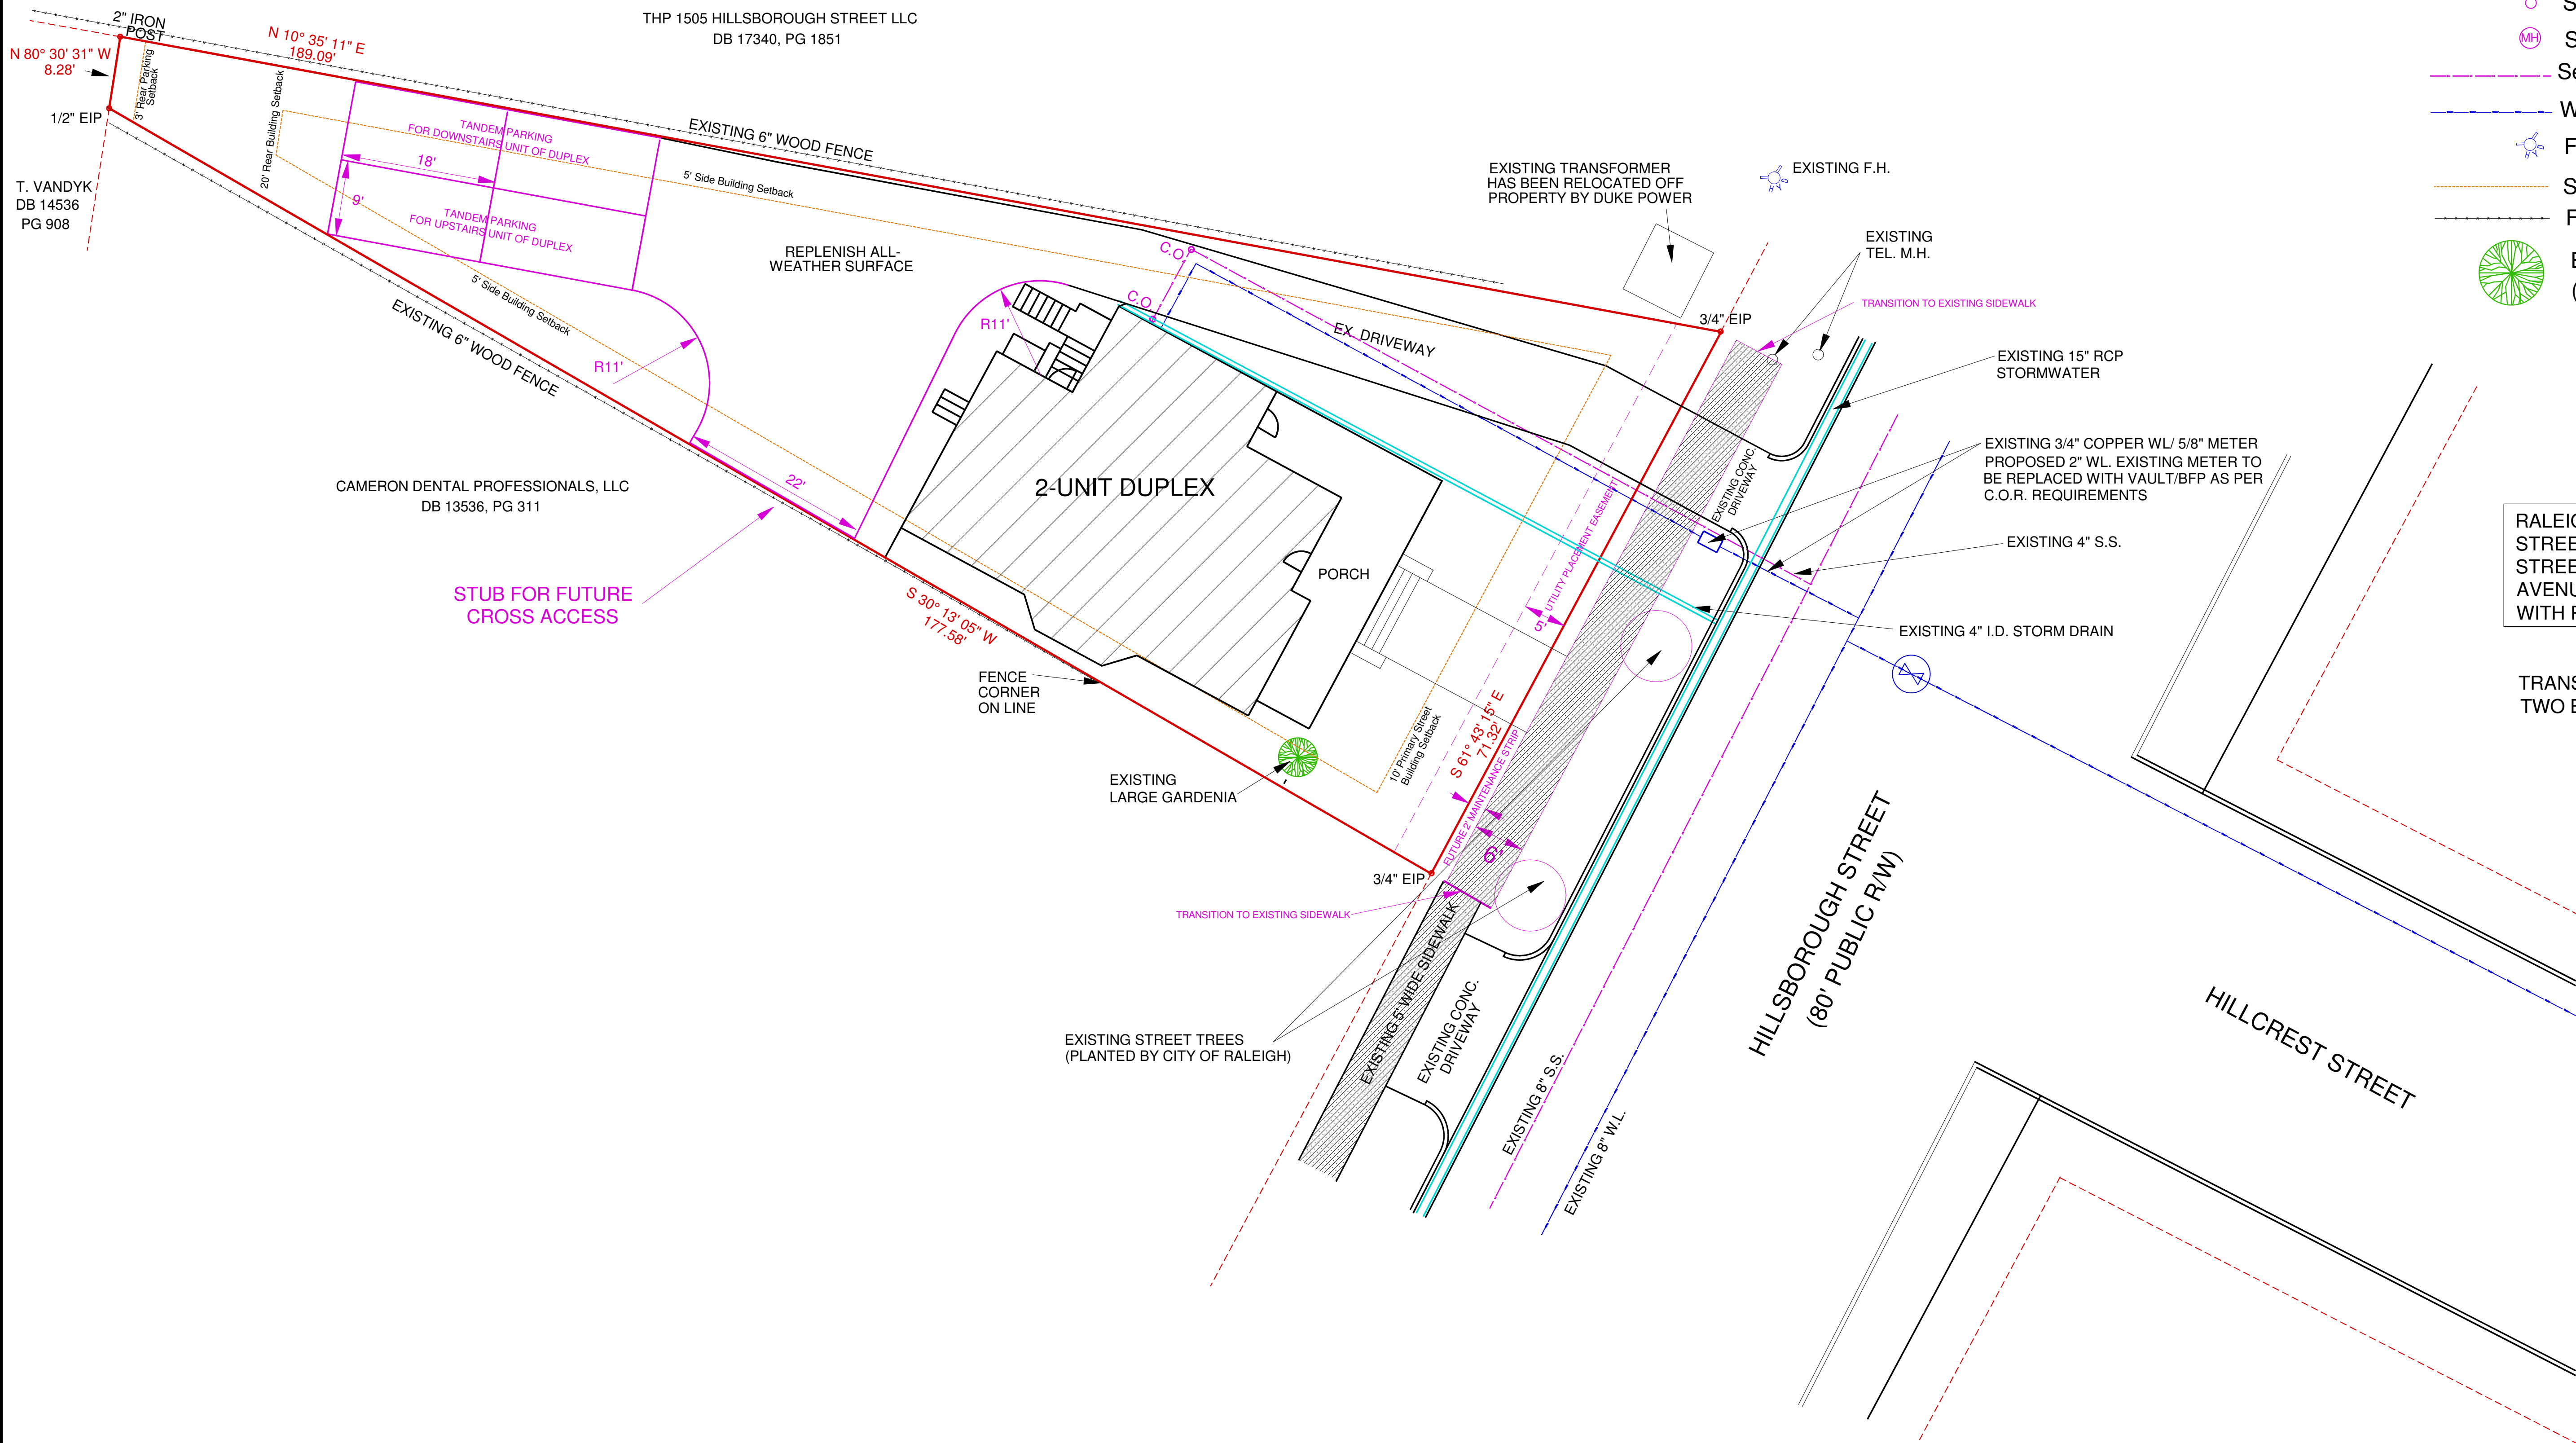 THP 1505 HILLSBOROUGH STREET LLC
DB 17340, PG 1851
2" IRON
POST
N 10° 35' 11" E
189.09'
N 80° 30' 31" W
8.28'
3' Rear Parking
Setback
1/2" EIP
20' Rear Building Setback
T. VANDYK
DB 14536
PG 908
TANDEM PARKING
FOR DOWNSTAIRS UNIT OF DUPLEX
18'
9'
TANDEM PARKING
FOR UPSTAIRS UNIT OF DUPLEX
EXISTING 6" WOOD FENCE
5' Side Building Setback
REPLENISH ALL-
WEATHER SURFACE
5' Side Building Setback
EXISTING 6" WOOD FENCE
R11'
R11'
C.O.
C.O.
EX. DRIVEWAY
22'
CAMERON DENTAL PROFESSIONALS, LLC
DB 13536, PG 311
STUB FOR FUTURE
CROSS ACCESS
2-UNIT DUPLEX
PORCH
S 30° 13' 05" W
177.58'
FENCE
CORNER
ON LINE
EXISTING
LARGE GARDENIA
10' Primary Street
Building Setback
S 61° 43' 15" E
71.32'
FUTURE 2' MAINTENANCE STRIP
5'
UTILITY PLACEMENT EASEMENT
6'
3/4" EIP
TRANSITION TO EXISTING SIDEWALK
EXISTING 5' WIDE SIDEWALK
EXISTING CONC.
DRIVEWAY
EXISTING STREET TREES
(PLANTED BY CITY OF RALEIGH)
EXISTING TRANSFORMER
HAS BEEN RELOCATED OFF
PROPERTY BY DUKE POWER
HYD
EXISTING F.H.
EXISTING
TEL. M.H.
TRANSITION TO EXISTING SIDEWALK
3/4" EIP
EXISTING CONC.
DRIVEWAY
EXISTING 15" RCP
STORMWATER
EXISTING 3/4" COPPER WL/ 5/8" METER
PROPOSED 2" WL. EXISTING METER TO
BE REPLACED WITH VAULT/BFP AS PER
C.O.R. REQUIREMENTS
EXISTING 4" S.S.
EXISTING 4" I.D. STORM DRAIN
EXISTING 8" S.S.
EXISTING 8" W.L.
HILLSBOROUGH STREET
(80' PUBLIC R/W)
HILLCREST STREET
S
MH S
Se
W
HYD F
S
F
E
(
RALEIG
STREE
STREE
AVENU
WITH
TRANS
TWO